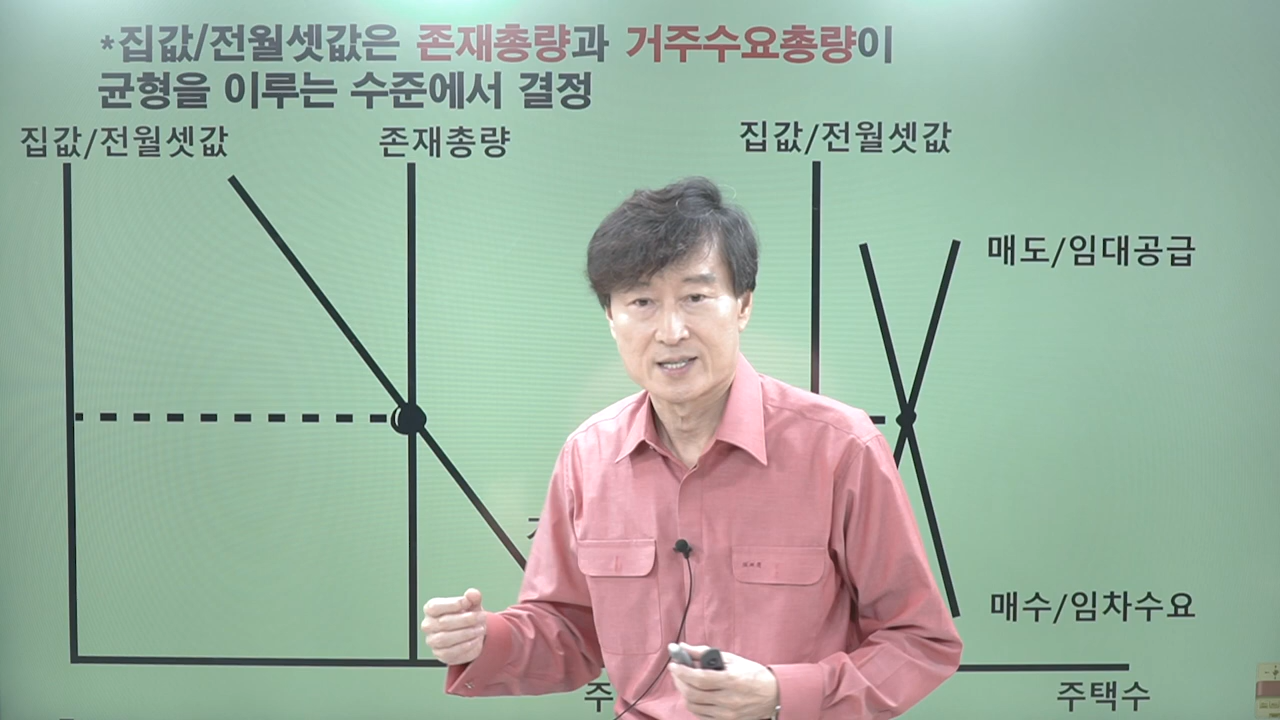 *집값/전월셋값은 존재총량과 거주수요총량이
균형을 이루는 수준에서 결정
집값/전월셋값
존재총량
집값/전월셋값
매도/임대공급
매수/임차수요
주
주택수